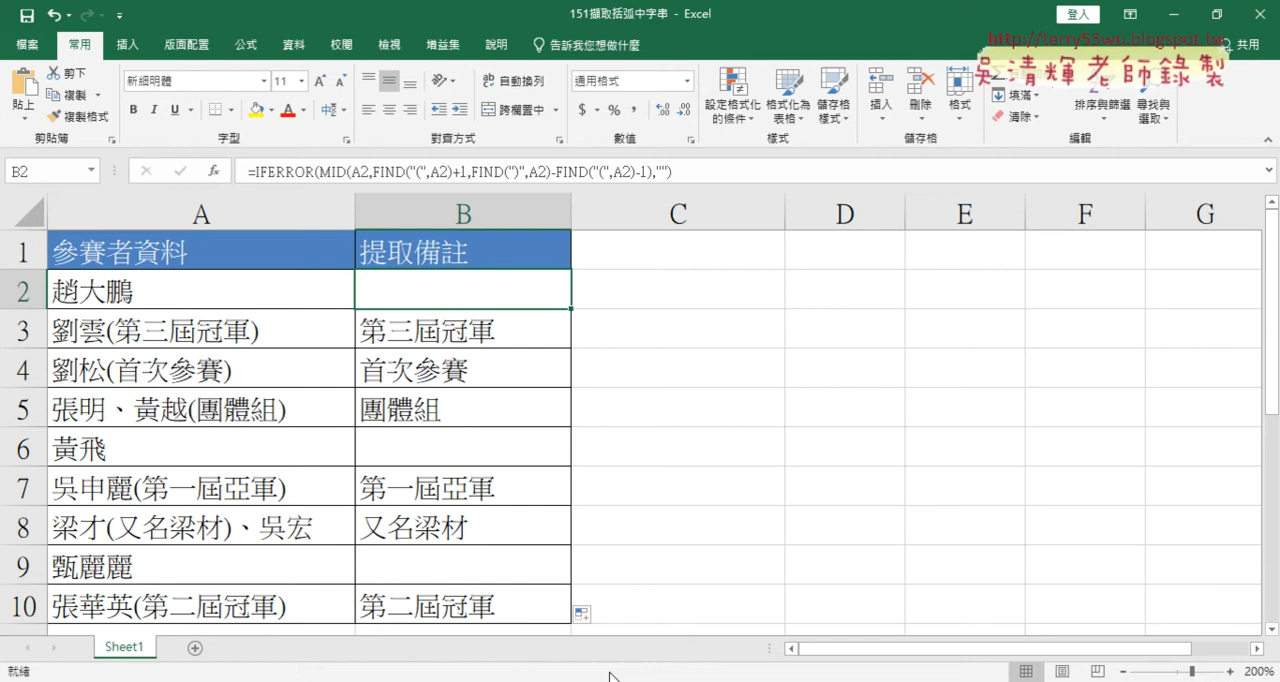 151擷取括弧中字串 - Excel
登入
檔案 常用 插入 版面配置 公式 資料 校閱 檢視 增益集 說明 告訴我您想做什麼 共用
http://terry55wu.blogspot.tw
吳清輝老師錄製
貼上 剪下 複製 複製格式 剪貼簿
新細明體 11 B I U A 中 字型
自動換列 跨欄置中 對齊方式
通用格式 $ % , 數值
設定格式化的條件 格式化為表格 儲存格樣式 樣式
插入 刪除 格式 儲存格
填滿 清除 排序與篩選 尋找與選取 編輯
B2 fx =IFERROR(MID(A2,FIND("(",A2)+1,FIND(")",A2)-FIND("(",A2)-1),"")
A B C D E F G
1 參賽者資料 提取備註
2 趙大鵬
3 劉雲(第三屆冠軍) 第三屆冠軍
4 劉松(首次參賽) 首次參賽
5 張明、黃越(團體組) 團體組
6 黃飛
7 吳申麗(第一屆亞軍) 第一屆亞軍
8 梁才(又名梁材)、吳宏 又名梁材
9 甄麗麗
10 張華英(第二屆冠軍) 第二屆冠軍
Sheet1
就緒 200%